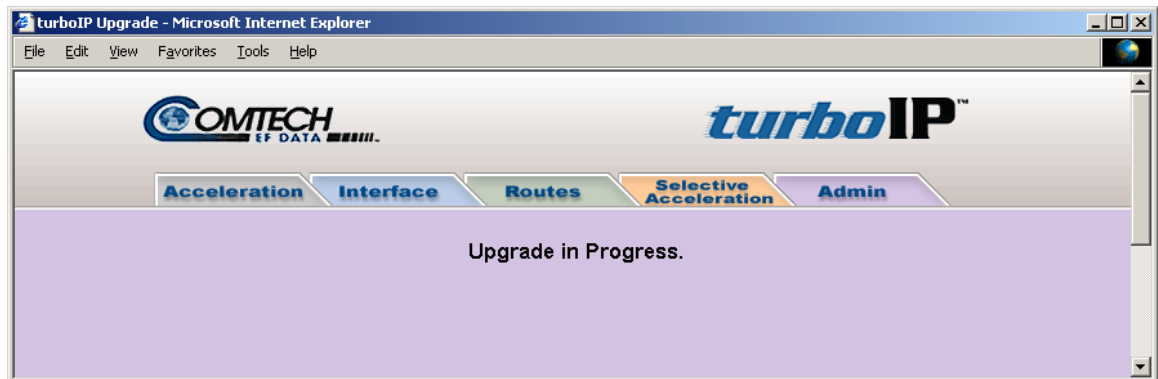 turboIP Upgrade - Microsoft Internet Explorer
File Edit View Favorites Tools Help
COMTECH
EF DATA
turboIP™
Acceleration Interface Routes Selective Acceleration Admin
Upgrade in Progress.